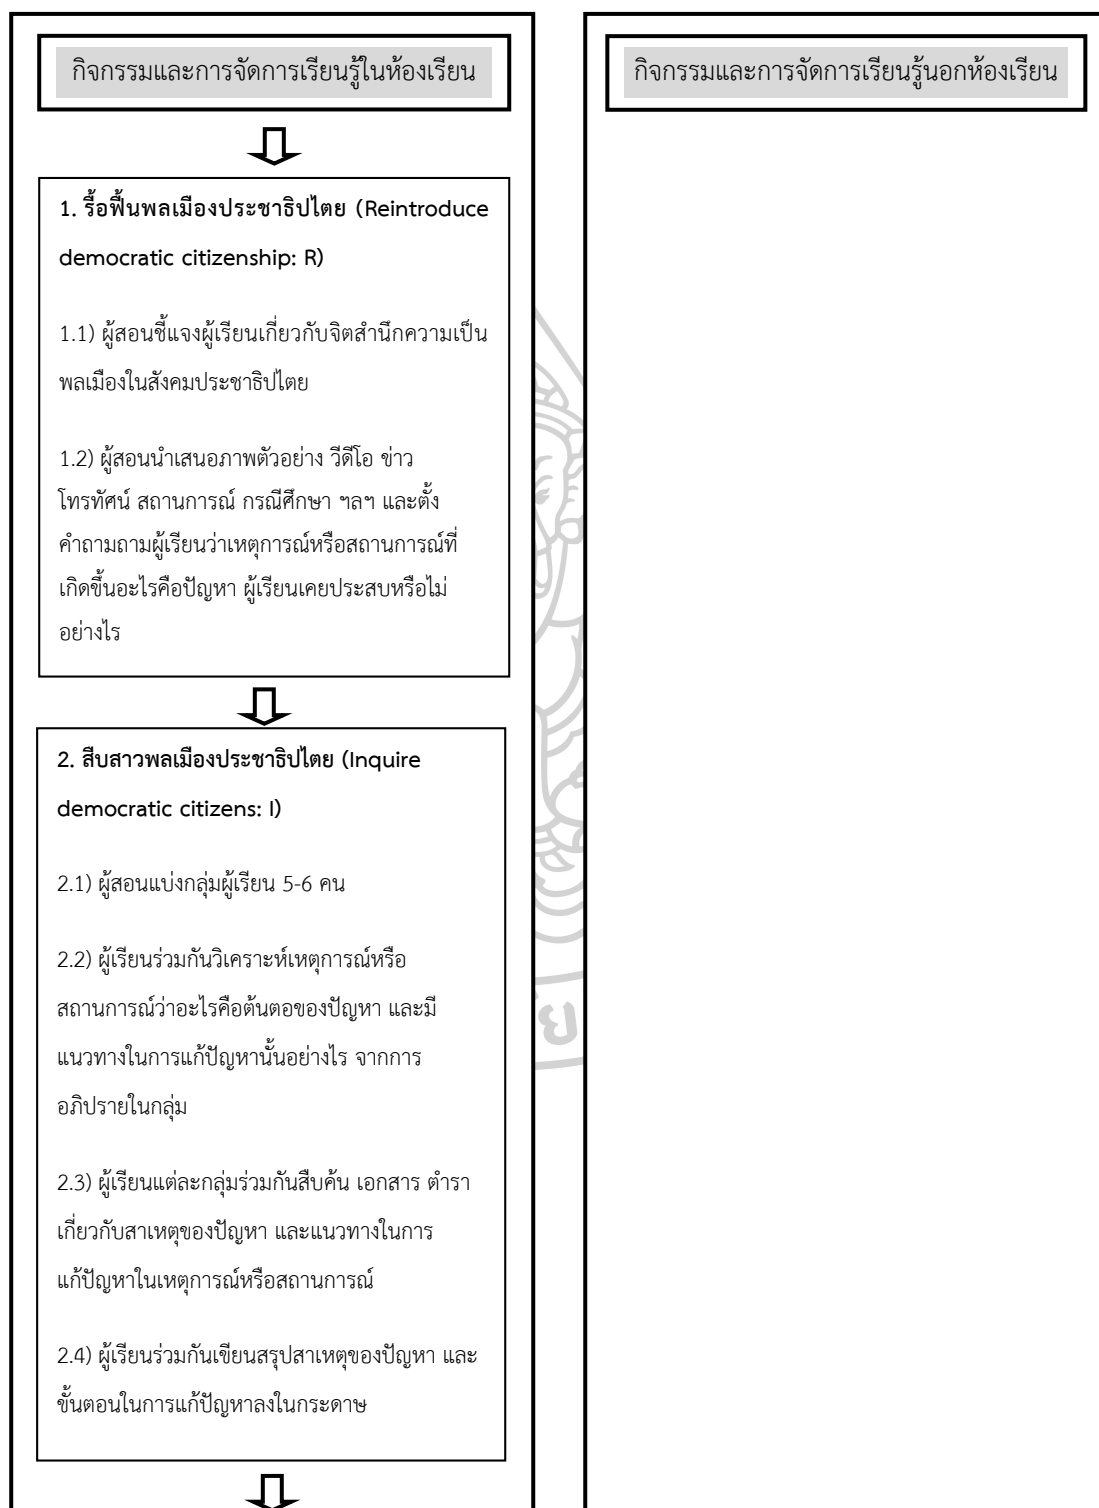 กิจกรรมและการจัดการเรียนรู้ในห้องเรียน
1. รื้อฟื้นพลเมืองประชาธิปไตย (Reintroduce
democratic citizenship: R)
1.1) ผู้สอนชี้แจงผู้เรียนเกี่ยวกับจิตสำนึกความเป็น
พลเมืองในสังคมประชาธิปไตย
1.2) ผู้สอนนำเสนอภาพตัวอย่าง วีดีโอ ข่าว
โทรทัศน์ สถานการณ์ กรณีศึกษา ฯลฯ และตั้ง
คำถามถามผู้เรียนว่าเหตุการณ์หรือสถานการณ์ที่
เกิดขึ้นอะไรคือปัญหา ผู้เรียนเคยประสบหรือไม่
อย่างไร
2. สืบสาวพลเมืองประชาธิปไตย (Inquire
democratic citizens: I)
2.1) ผู้สอนแบ่งกลุ่มผู้เรียน 5-6 คน
2.2) ผู้เรียนร่วมกันวิเคราะห์เหตุการณ์หรือ
สถานการณ์ว่าอะไรคือต้นตอของปัญหา และมี
แนวทางในการแก้ปัญหานั้นอย่างไร จากการ
อภิปรายในกลุ่ม
2.3) ผู้เรียนแต่ละกลุ่มร่วมกันสืบค้น เอกสาร ตำรา
เกี่ยวกับสาเหตุของปัญหา และแนวทางในการ
แก้ปัญหาในเหตุการณ์หรือสถานการณ์
2.4) ผู้เรียนร่วมกันเขียนสรุปสาเหตุของปัญหา และ
ขั้นตอนในการแก้ปัญหาลงในกระดาษ
กิจกรรมและการจัดการเรียนรู้นอกห้องเรียน